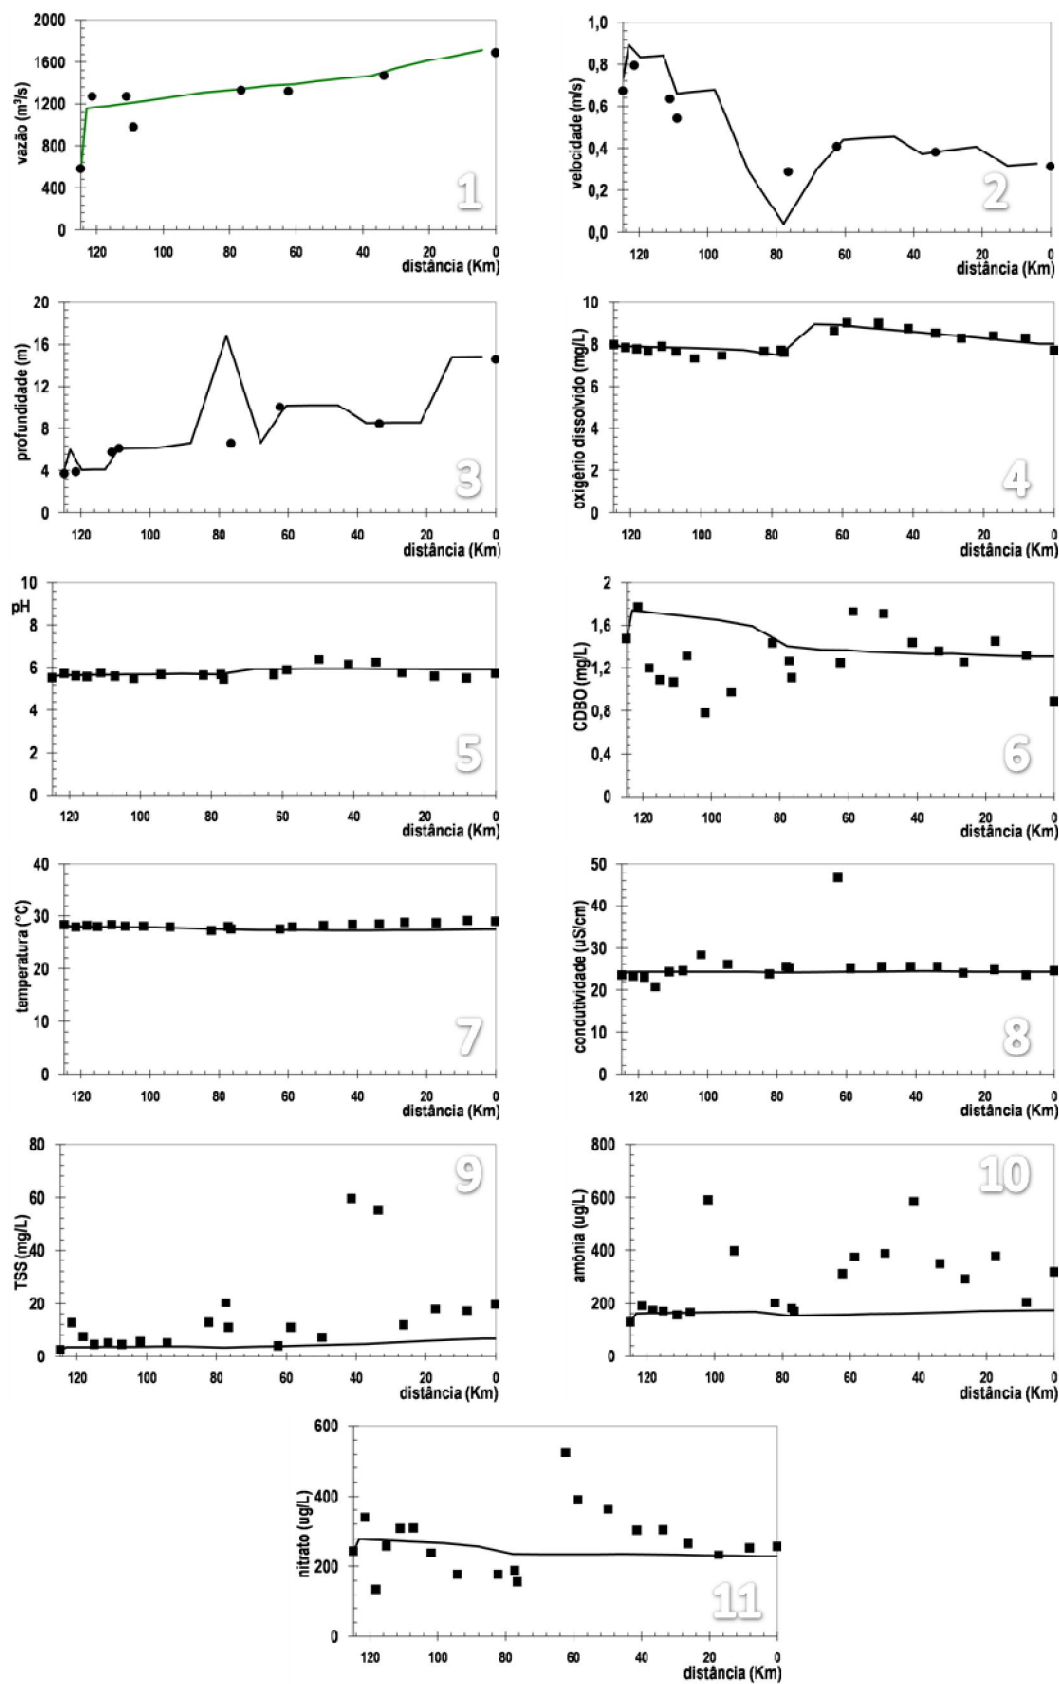 2000
1600
1200
800
400
0
vazão (m³/s)
120 100 80 60 40 20 0
distância (Km)
1
1,0
0,8
0,6
0,4
0,2
0,0
velocidade (m/s)
120 100 80 60 40 20 0
distância (Km)
2
20
16
12
8
4
0
profundidade (m)
120 100 80 60 40 20 0
distância (Km)
3
10
8
6
4
2
0
oxigênio dissolvido (mg/L)
120 100 80 60 40 20 0
distância (Km)
4
10
8
6
4
2
0
pH
120 100 80 60 40 20 0
distância (Km)
5
2
1,6
1,2
0,8
0,4
0
CDBO (mg/L)
120 100 80 60 40 20 0
distância (Km)
6
40
30
20
10
0
temperatura (°C)
120 100 80 60 40 20 0
distância (Km)
7
50
40
30
20
10
0
condutividade (uS/cm)
120 100 80 60 40 20 0
distância (Km)
8
80
60
40
20
0
TSS (mg/L)
120 100 80 60 40 20 0
distância (Km)
9
800
600
400
200
0
amônia (ug/L)
120 100 80 60 40 20 0
distância (Km)
10
600
400
200
0
nitrato (ug/L)
120 100 80 60 40 20 0
distância (Km)
11